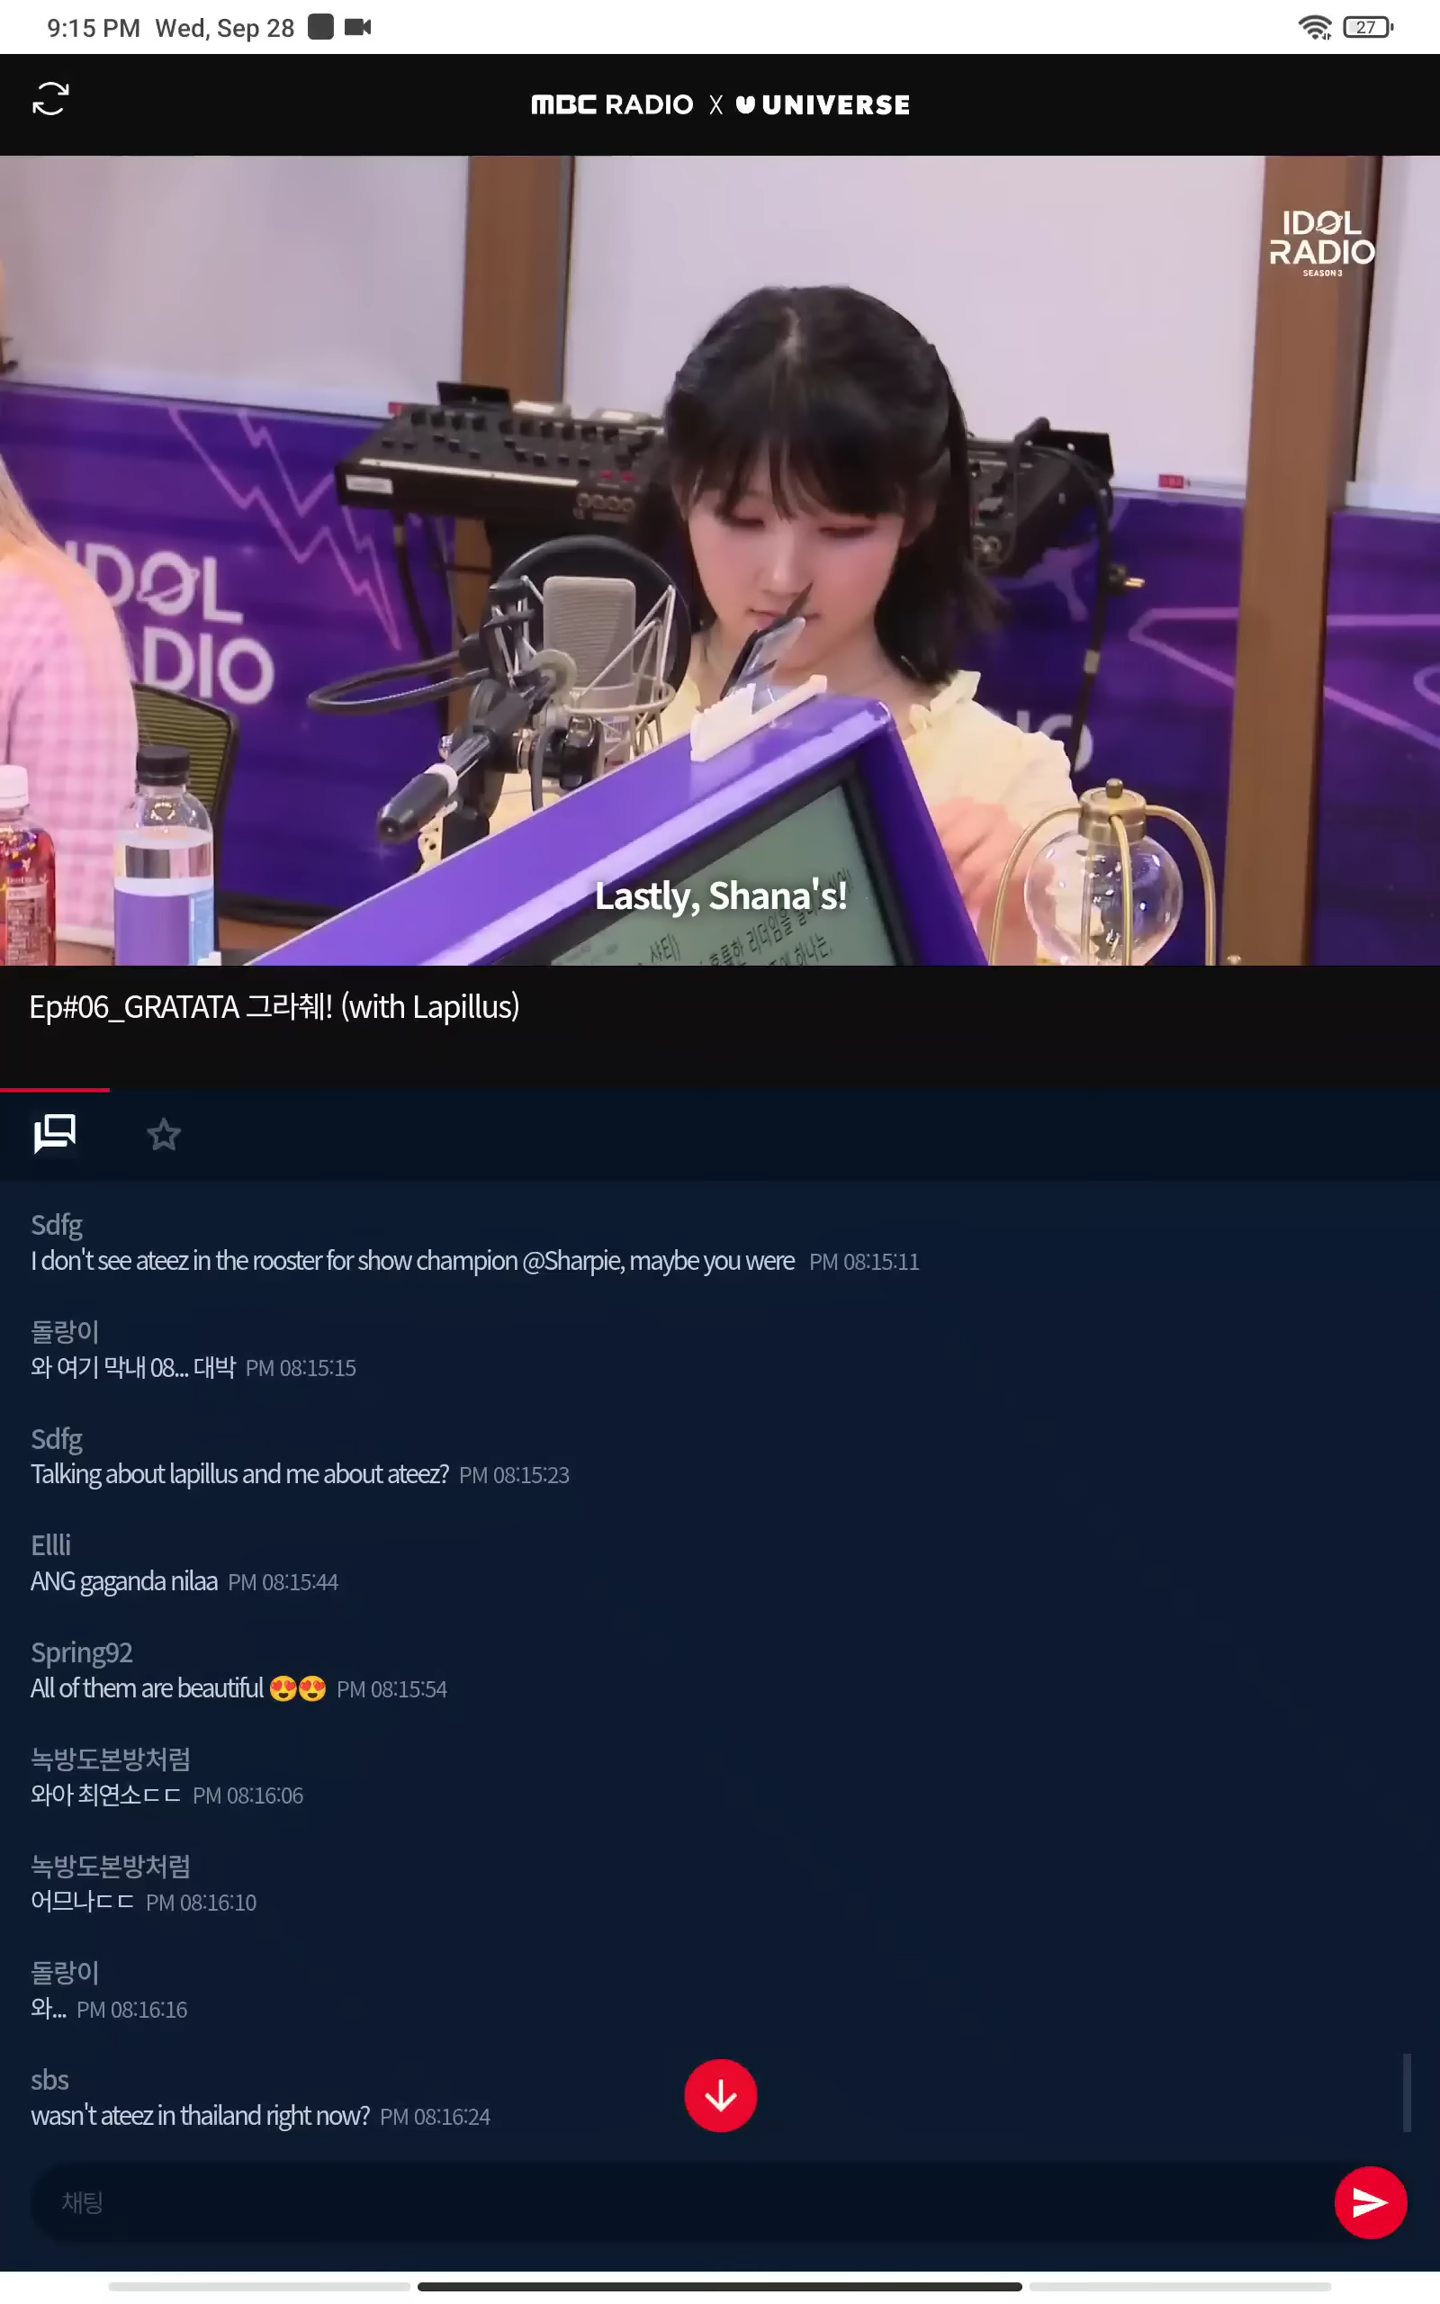 9:15 PM Wed, Sep 28
27
MBC RADIO X UNIVERSE
IDOL
RADIO
SEASON 3
IDOL
RADIO
Lastly, Shana's!
Ep#06_GRATATA 그라췌! (with Lapillus)
Sdfg
I don't see ateez in the rooster for show champion @Sharpie, maybe you were PM 08:15:11
돌랑이
와 여기 막내 08... 대박 PM 08:15:15
Sdfg
Talking about lapillus and me about ateez? PM 08:15:23
Ellli
ANG gaganda nilaa PM 08:15:44
Spring92
All of them are beautiful 😍😍 PM 08:15:54
녹방도본방처럼
와아 최연소ㄷㄷ PM 08:16:06
녹방도본방처럼
어므나ㄷㄷ PM 08:16:10
돌랑이
와... PM 08:16:16
sbs
wasn't ateez in thailand right now? PM 08:16:24
채팅